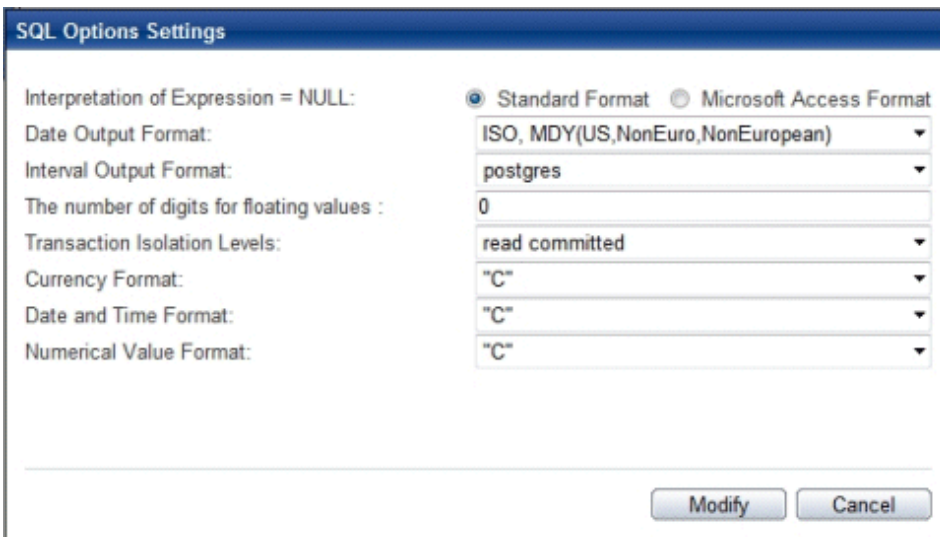 SQL Options Settings
Interpretation of Expression = NULL: Standard Format Microsoft Access Format
Date Output Format: ISO, MDY(US,NonEuro,NonEuropean)
Interval Output Format: postgres
The number of digits for floating values : 0
Transaction Isolation Levels: read committed
Currency Format: "C"
Date and Time Format: "C"
Numerical Value Format: "C"
Modify Cancel